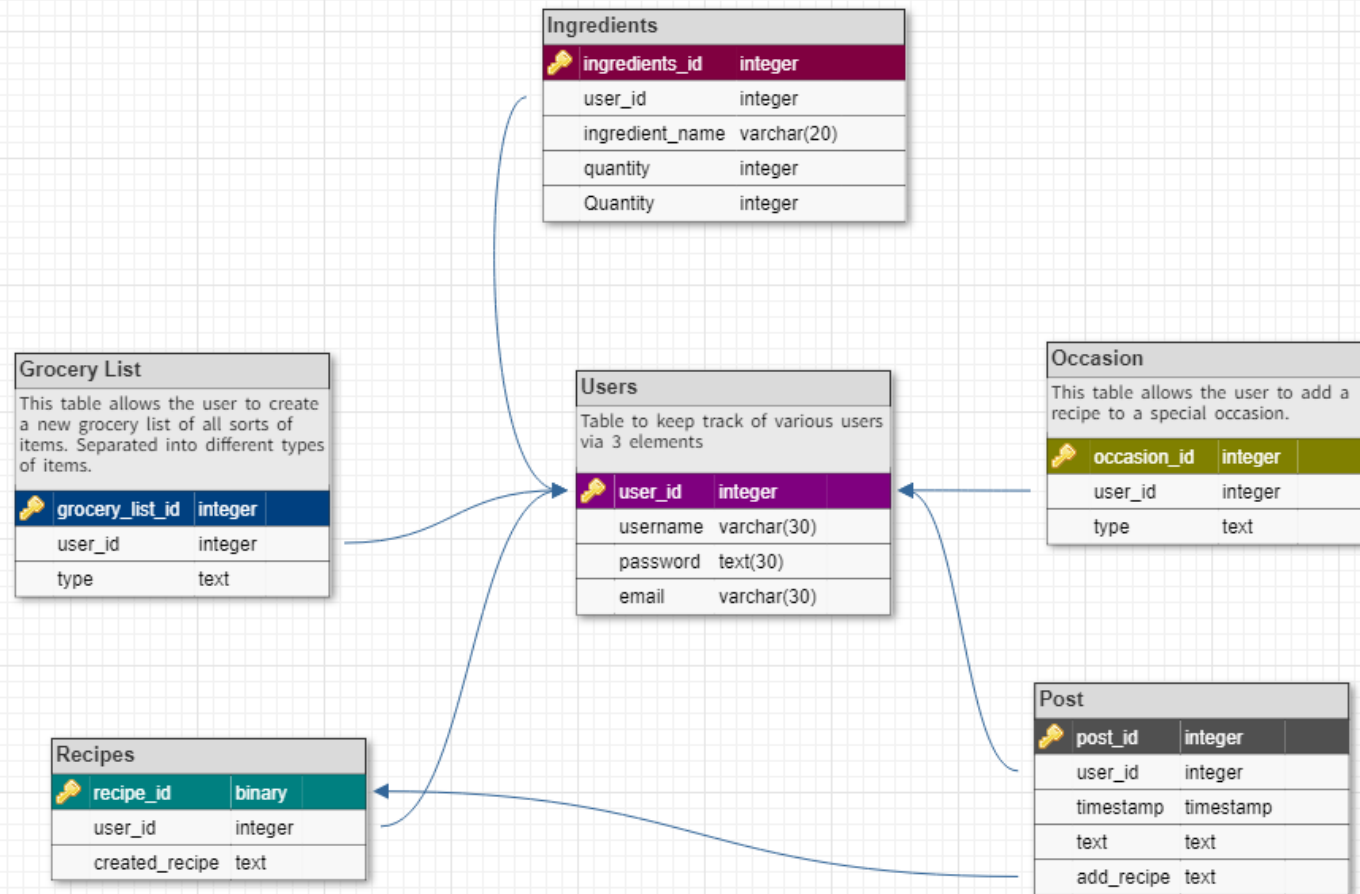 Ingredients
ingredients_id integer
user_id integer
ingredient_name varchar(20)
quantity integer
Quantity integer
Grocery List
This table allows the user to create
a new grocery list of all sorts of
items. Separated into different types
of items.
grocery_list_id integer
user_id integer
type text
Users
Table to keep track of various users
via 3 elements
user_id integer
username varchar(30)
password text(30)
email varchar(30)
Occasion
This table allows the user to add a
recipe to a special occasion.
occasion_id integer
user_id integer
type text
Recipes
recipe_id binary
user_id integer
created_recipe text
Post
post_id integer
user_id integer
timestamp timestamp
text text
add_recipe text